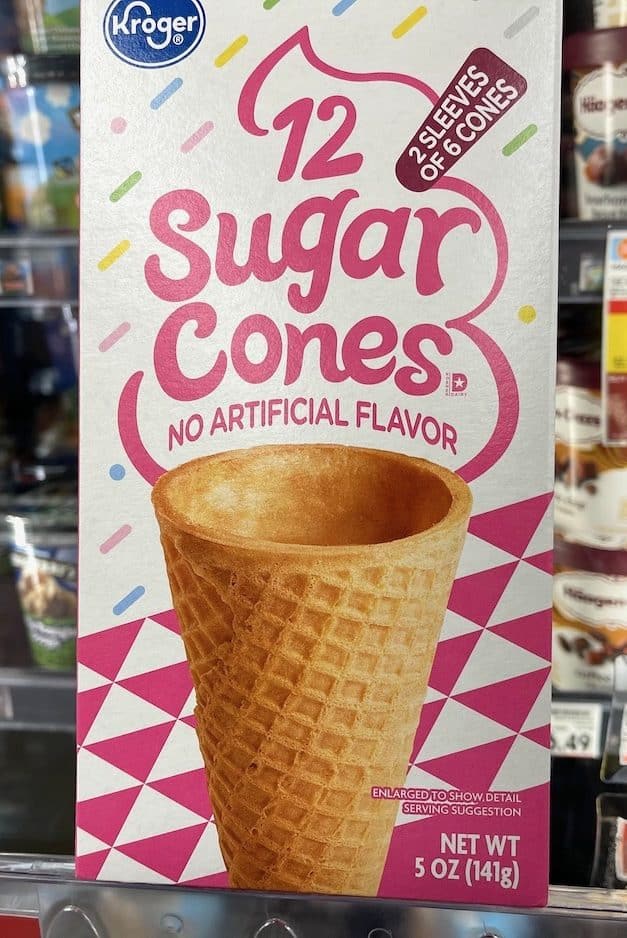 Kroger®
12
2 SLEEVES
OF 6 CONES
Sugar
Cones
D
NO ARTIFICIAL FLAVOR
ENLARGED TO SHOW DETAIL
SERVING SUGGESTION
NET WT
5 OZ (141g)
.49